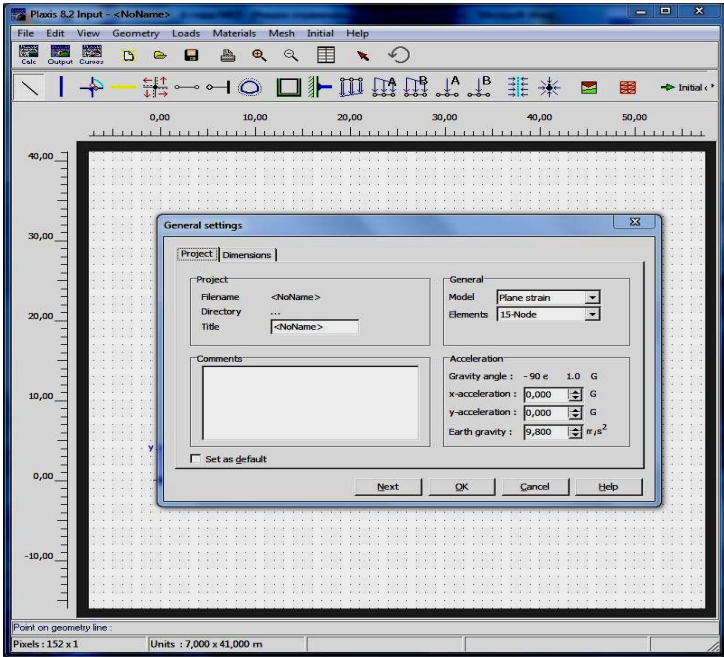 Plaxis 8.2 Input - <NoName>
File Edit View Geometry Loads Materials Mesh Initial Help
Calc Output Curves
A B A B Initial c
0,00 10,00 20,00 30,00 40,00 50,00
40,00
30,00
20,00
10,00
0,00
-10,00
y
General settings
Project Dimensions
Project
Filename <NoName>
Directory ...
Title <NoName>
Comments
Set as default
General
Model Plane strain
Elements 15-Node
Acceleration
Gravity angle : - 90 e 1.0 G
x-acceleration : 0,000 G
y-acceleration : 0,000 G
Earth gravity : 9,800 m/s²
Next OK Cancel Help
Point on geometry line :
Pixels : 152 x 1 Units : 7,000 x 41,000 m